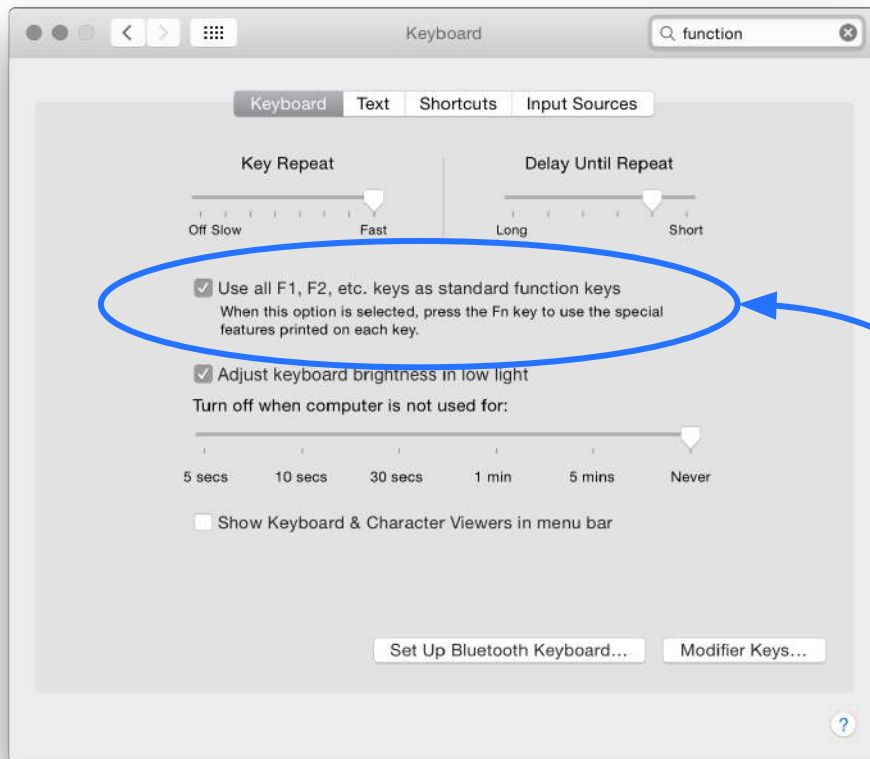 Keyboard
function
Keyboard Text Shortcuts Input Sources
Key Repeat Delay Until Repeat
Off Slow Fast Long Short
Use all F1, F2, etc. keys as standard function keys
When this option is selected, press the Fn key to use the special
features printed on each key.
Adjust keyboard brightness in low light
Turn off when computer is not used for:
5 secs 10 secs 30 secs 1 min 5 mins Never
Show Keyboard & Character Viewers in menu bar
Set Up Bluetooth Keyboard... Modifier Keys...
?